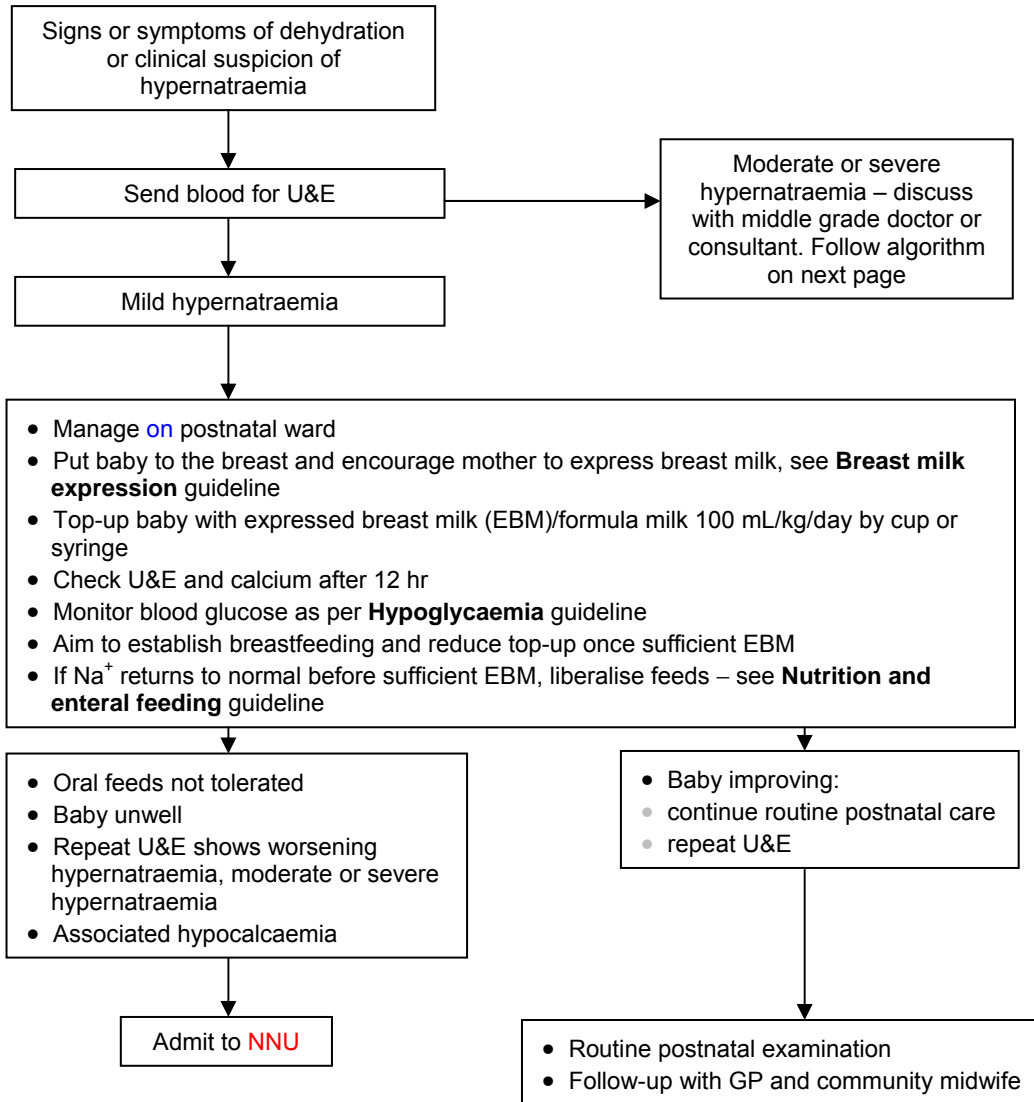 Signs or symptoms of dehydration
or clinical suspicion of
hypernatraemia
Send blood for U&E
Moderate or severe
hypernatraemia – discuss
with middle grade doctor or
consultant. Follow algorithm
on next page
Mild hypernatraemia
• Manage on postnatal ward
• Put baby to the breast and encourage mother to express breast milk, see Breast milk
expression guideline
• Top-up baby with expressed breast milk (EBM)/formula milk 100 mL/kg/day by cup or
syringe
• Check U&E and calcium after 12 hr
• Monitor blood glucose as per Hypoglycaemia guideline
• Aim to establish breastfeeding and reduce top-up once sufficient EBM
• If Na⁺ returns to normal before sufficient EBM, liberalise feeds – see Nutrition and
enteral feeding guideline
• Oral feeds not tolerated
• Baby unwell
• Repeat U&E shows worsening
hypernatraemia, moderate or severe
hypernatraemia
• Associated hypocalcaemia
• Baby improving:
• continue routine postnatal care
• repeat U&E
Admit to NNU
• Routine postnatal examination
• Follow-up with GP and community midwife